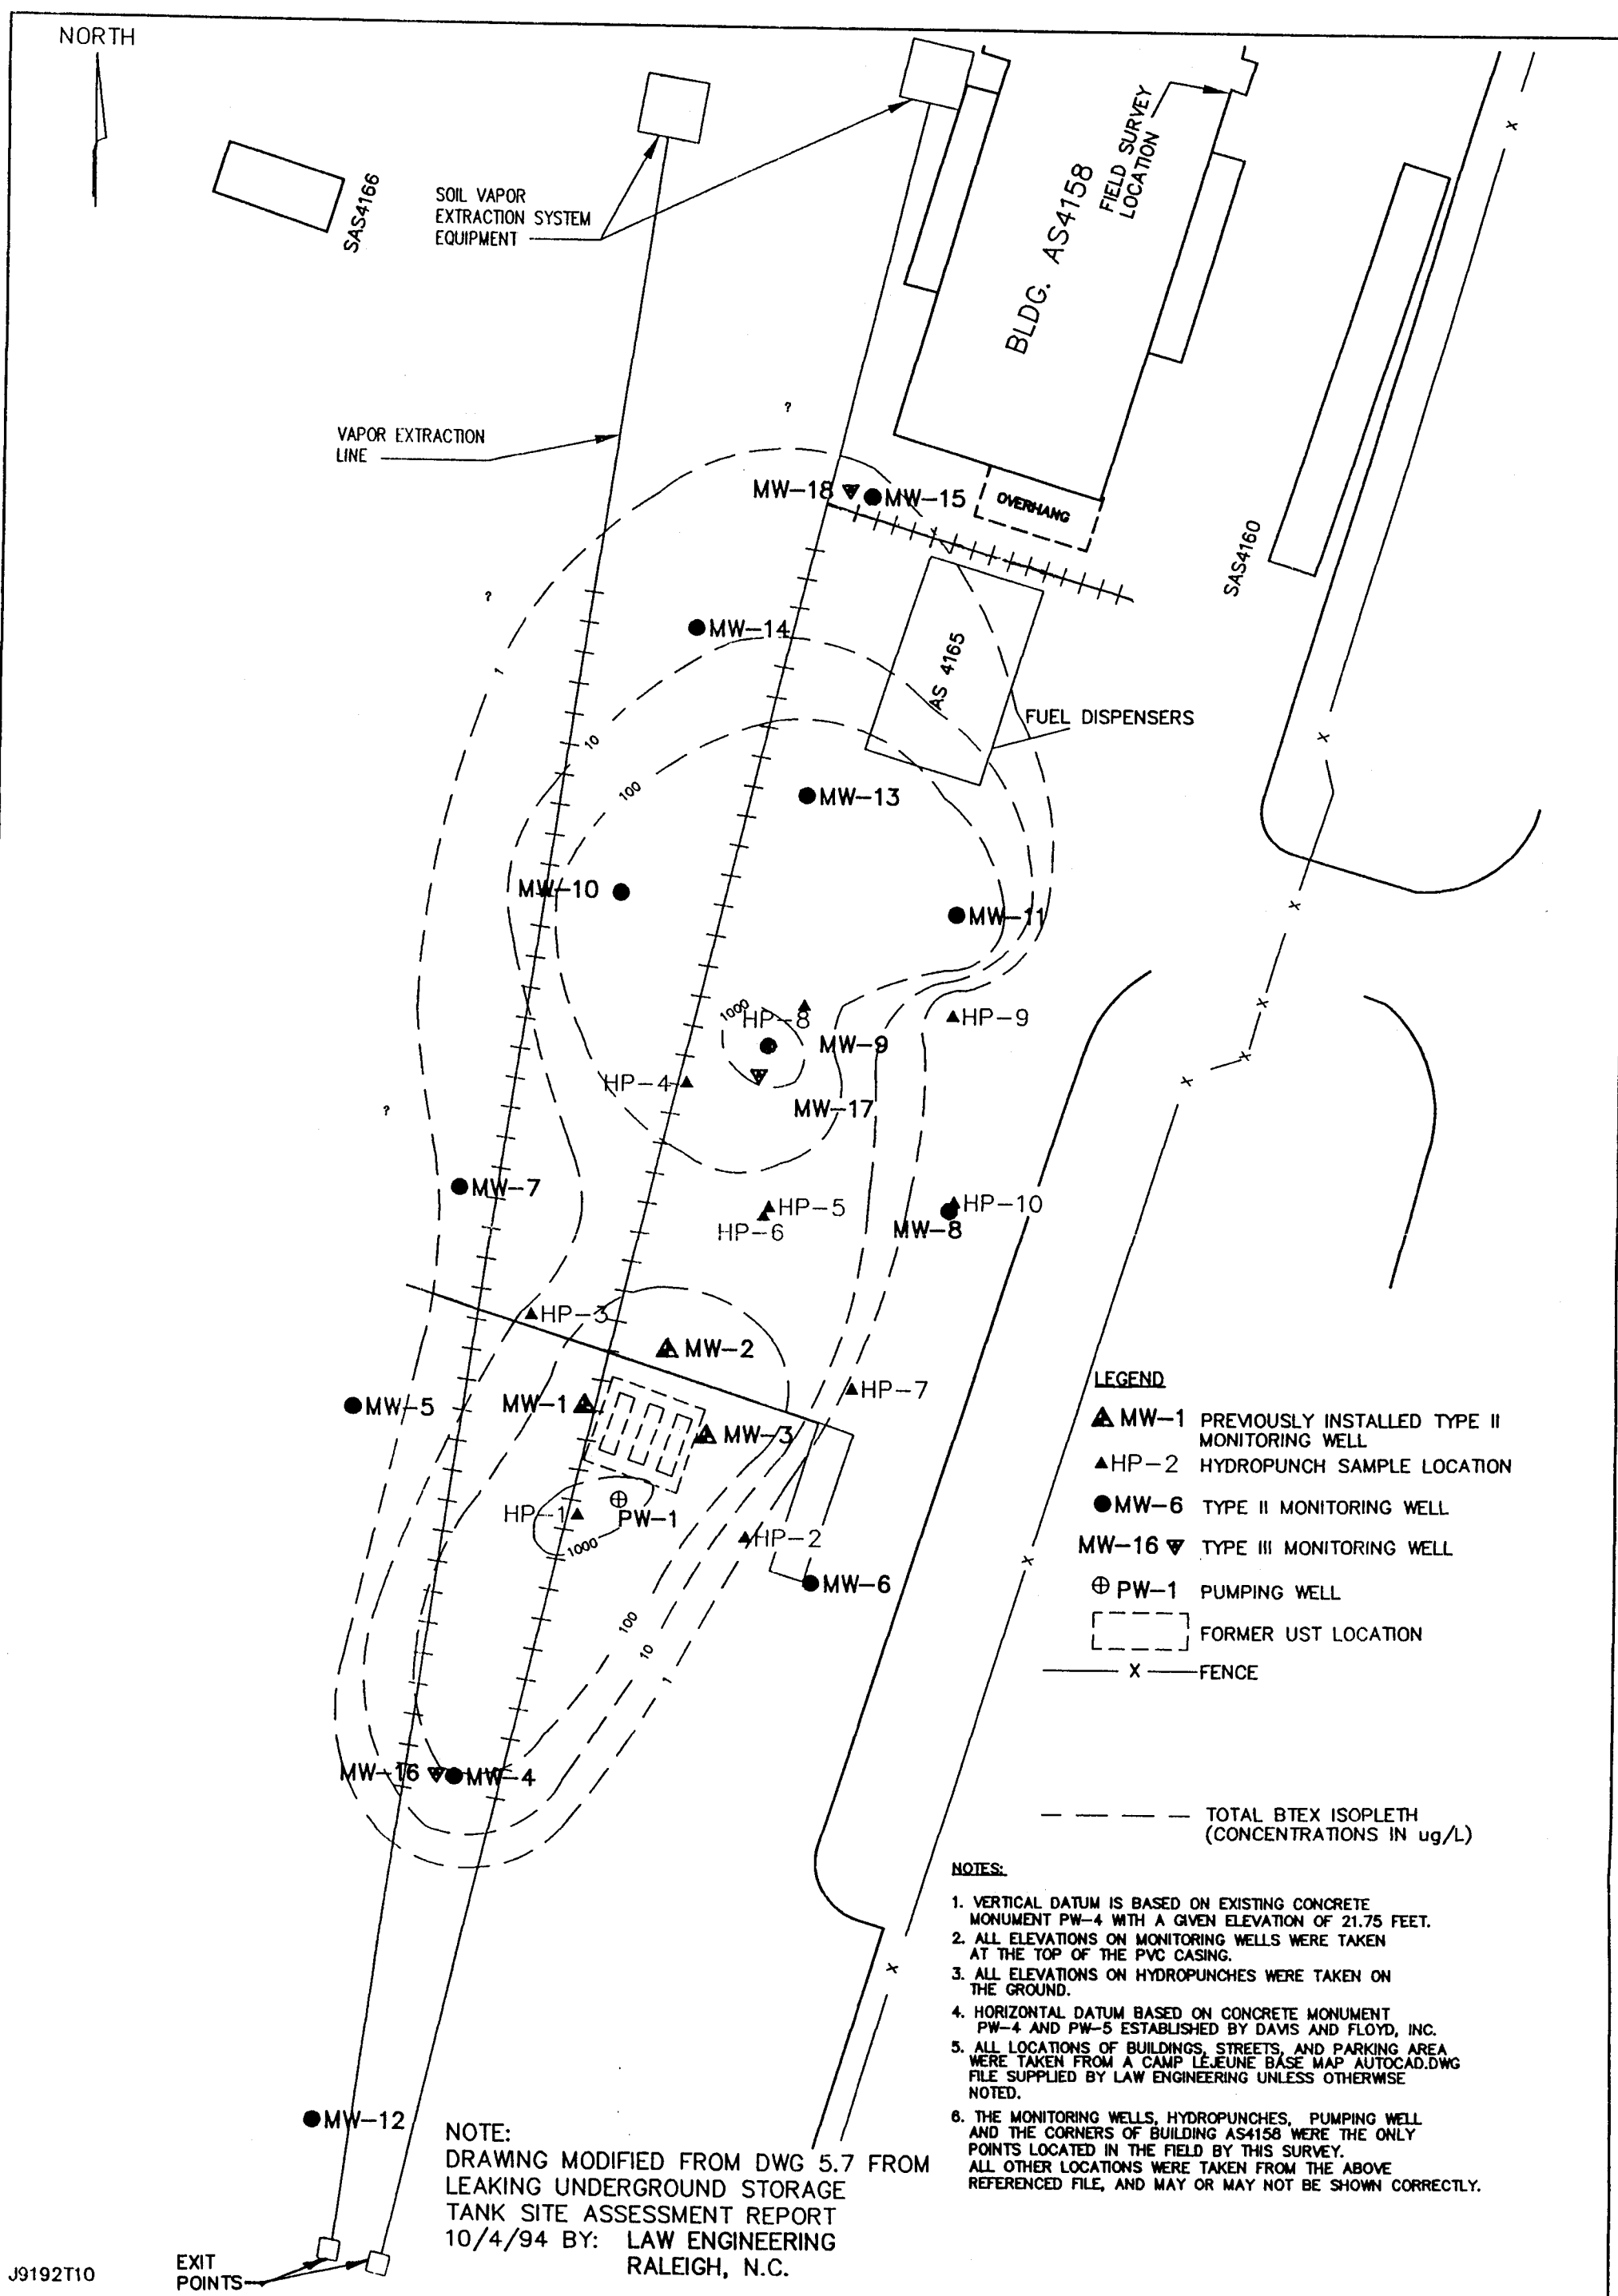 NORTH
SAS4166
SOIL VAPOR
EXTRACTION SYSTEM
EQUIPMENT
BLDG. AS4158
FIELD SURVEY
LOCATION
VAPOR EXTRACTION
LINE
?
MW-18
MW-15
OVERHANG
SAS4160
?
MW-14
1
AS 4165
FUEL DISPENSERS
10
100
MW-13
MW-10
MW-11
1000
HP-8
HP-9
MW-9
HP-4
MW-17
?
MW-7
HP-5
HP-6
HP-10
MW-8
HP-3
MW-2
HP-7
MW-5
MW-1
MW-3
HP-1
PW-1
1000
HP-2
MW-6
100
10
1
MW-16
MW-4
MW-12
LEGEND
MW-1 PREVIOUSLY INSTALLED TYPE II
MONITORING WELL
HP-2 HYDROPUNCH SAMPLE LOCATION
MW-6 TYPE II MONITORING WELL
MW-16 TYPE III MONITORING WELL
PW-1 PUMPING WELL
FORMER UST LOCATION
X FENCE
TOTAL BTEX ISOPLETH
(CONCENTRATIONS IN ug/L)
NOTES:
1. VERTICAL DATUM IS BASED ON EXISTING CONCRETE
MONUMENT PW-4 WITH A GIVEN ELEVATION OF 21.75 FEET.
2. ALL ELEVATIONS ON MONITORING WELLS WERE TAKEN
AT THE TOP OF THE PVC CASING.
3. ALL ELEVATIONS ON HYDROPUNCHES WERE TAKEN ON
THE GROUND.
4. HORIZONTAL DATUM BASED ON CONCRETE MONUMENT
PW-4 AND PW-5 ESTABLISHED BY DAVIS AND FLOYD, INC.
5. ALL LOCATIONS OF BUILDINGS, STREETS, AND PARKING AREA
WERE TAKEN FROM A CAMP LEJEUNE BASE MAP AUTOCAD.DWG
FILE SUPPLIED BY LAW ENGINEERING UNLESS OTHERWISE
NOTED.
6. THE MONITORING WELLS, HYDROPUNCHES, PUMPING WELL
AND THE CORNERS OF BUILDING AS4158 WERE THE ONLY
POINTS LOCATED IN THE FIELD BY THIS SURVEY.
ALL OTHER LOCATIONS WERE TAKEN FROM THE ABOVE
REFERENCED FILE, AND MAY OR MAY NOT BE SHOWN CORRECTLY.
NOTE:
DRAWING MODIFIED FROM DWG 5.7 FROM
LEAKING UNDERGROUND STORAGE
TANK SITE ASSESSMENT REPORT
10/4/94 BY: LAW ENGINEERING
RALEIGH, N.C.
EXIT
POINTS
J9192T10